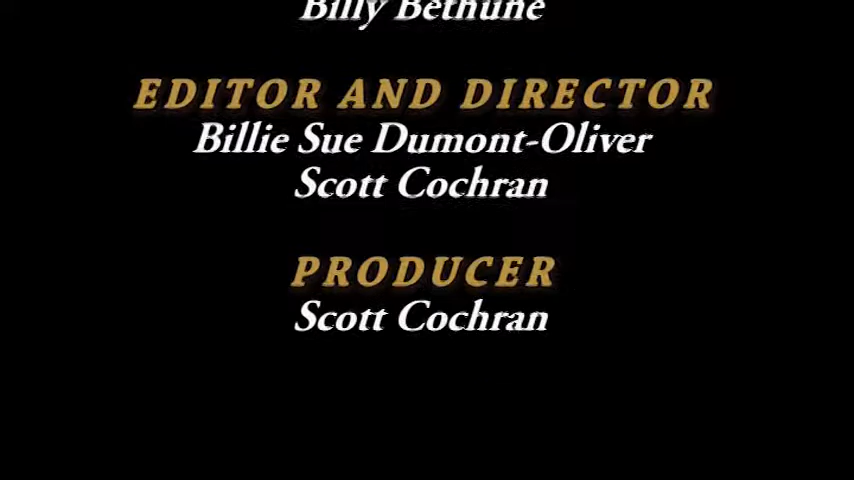 Billy Bethune
EDITOR AND DIRECTOR
Billie Sue Dumont-Oliver
Scott Cochran
PRODUCER
Scott Cochran